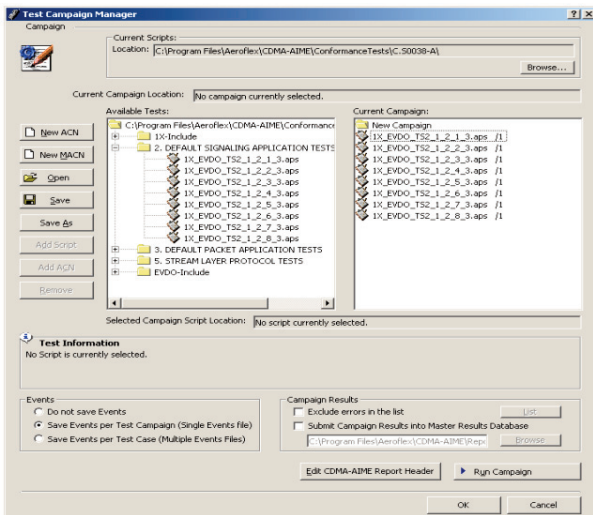 Test Campaign Manager
Campaign
Current Scripts:
Location: C:\Program Files\Aeroflex\CDMA-AIME\ConformanceTests\C.S0038-A\
Browse...
Current Campaign Location: No campaign currently selected.
Available Tests:
C:\Program Files\Aeroflex\CDMA-AIME\Conformance
1X-Include
2. DEFAULT SIGNALING APPLICATION TESTS
1X_EVDO_TS2_1_2_1_3.aps
1X_EVDO_TS2_1_2_2_3.aps
1X_EVDO_TS2_1_2_3_3.aps
1X_EVDO_TS2_1_2_4_3.aps
1X_EVDO_TS2_1_2_5_3.aps
1X_EVDO_TS2_1_2_6_3.aps
1X_EVDO_TS2_1_2_7_3.aps
1X_EVDO_TS2_1_2_8_3.aps
3. DEFAULT PACKET APPLICATION TESTS
5. STREAM LAYER PROTOCOL TESTS
EVDO-Include
Current Campaign:
New Campaign
1X_EVDO_TS2_1_2_1_3.aps /1
1X_EVDO_TS2_1_2_2_3.aps /1
1X_EVDO_TS2_1_2_3_3.aps /1
1X_EVDO_TS2_1_2_4_3.aps /1
1X_EVDO_TS2_1_2_5_3.aps /1
1X_EVDO_TS2_1_2_6_3.aps /1
1X_EVDO_TS2_1_2_7_3.aps /1
1X_EVDO_TS2_1_2_8_3.aps /1
New ACN
New MACN
Open
Save
Save As
Add Script
Add ACN
Remove
Selected Campaign Script Location: No script currently selected.
Test Information
No Script is currently selected.
Events
Do not save Events
Save Events per Test Campaign (Single Events file)
Save Events per Test Case (Multiple Events Files)
Campaign Results
Exclude errors in the list
List
Submit Campaign Results into Master Results Database
C:\Program Files\Aeroflex\CDMA-AIME\Repo
Browse
Edit CDMA-AIME Report Header
Run Campaign
OK
Cancel